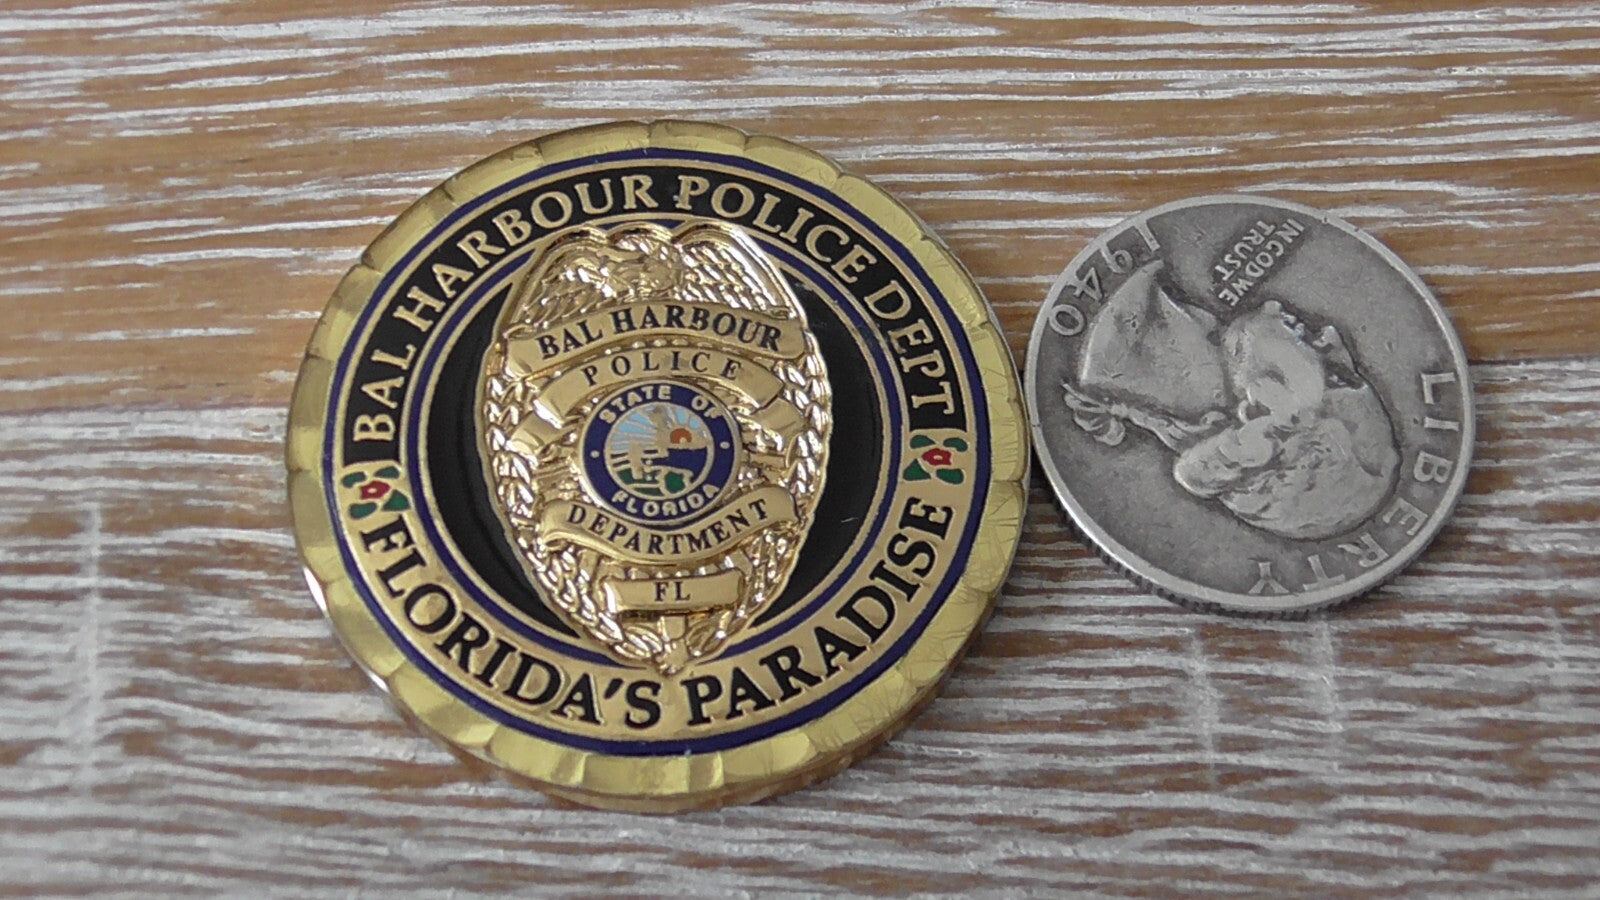 BAL HARBOUR POLICE DEPT
FLORIDA'S PARADISE
BAL HARBOUR
POLICE
STATE OF
FLORIDA
DEPARTMENT
FL
LIBERTY
IN GOD WE
TRUST
1940